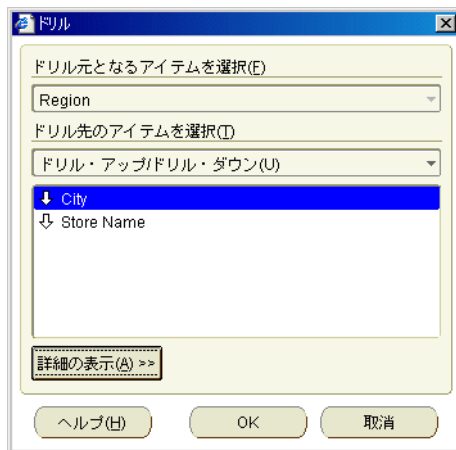 ドリル
ドリル元となるアイテムを選択(F)
Region
ドリル先のアイテムを選択(T)
ドリル・アップ/ドリル・ダウン(U)
City
Store Name
詳細の表示(A) >>
ヘルプ(H)
OK
取消